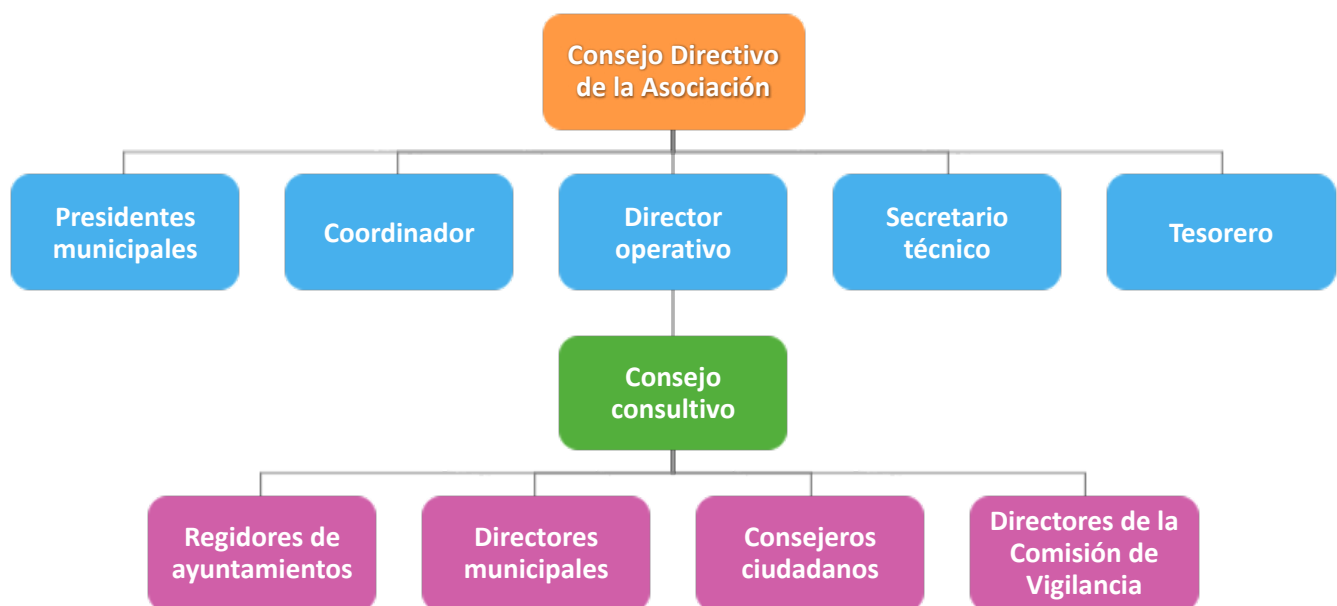 Consejo Directivo
de la Asociación
Presidentes
municipales
Coordinador
Director
operativo
Secretario
técnico
Tesorero
Consejo
consultivo
Regidores de
ayuntamientos
Directores
municipales
Consejeros
ciudadanos
Directores de la
Comisión de
Vigilancia